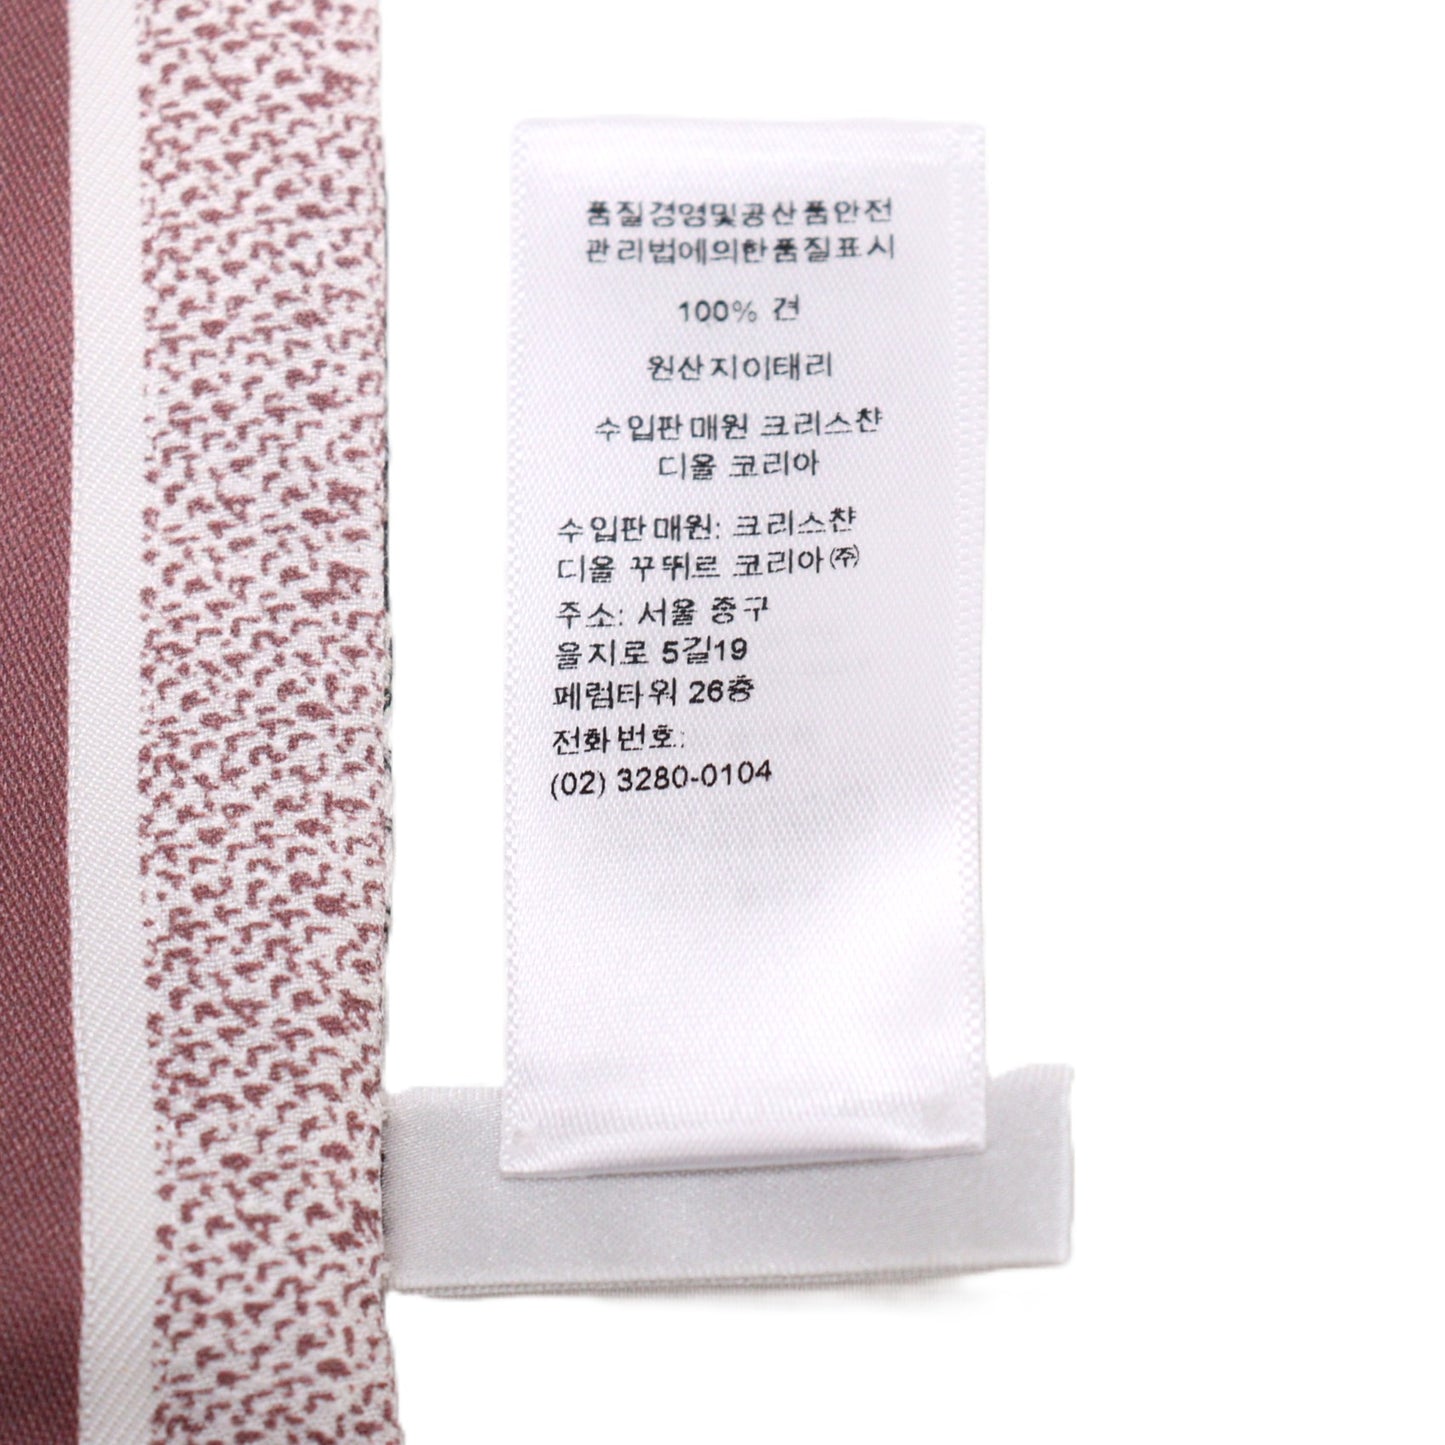 품질경영및공산품안전
관리법에의한품질표시
100% 견
원산지이태리
수입판매원 크리스챤
디올 코리아
수입판매원: 크리스챤
디올 꾸뛰르 코리아㈜
주소: 서울 중구
을지로 5길19
페럼타워 26층
전화번호:
(02) 3280-0104